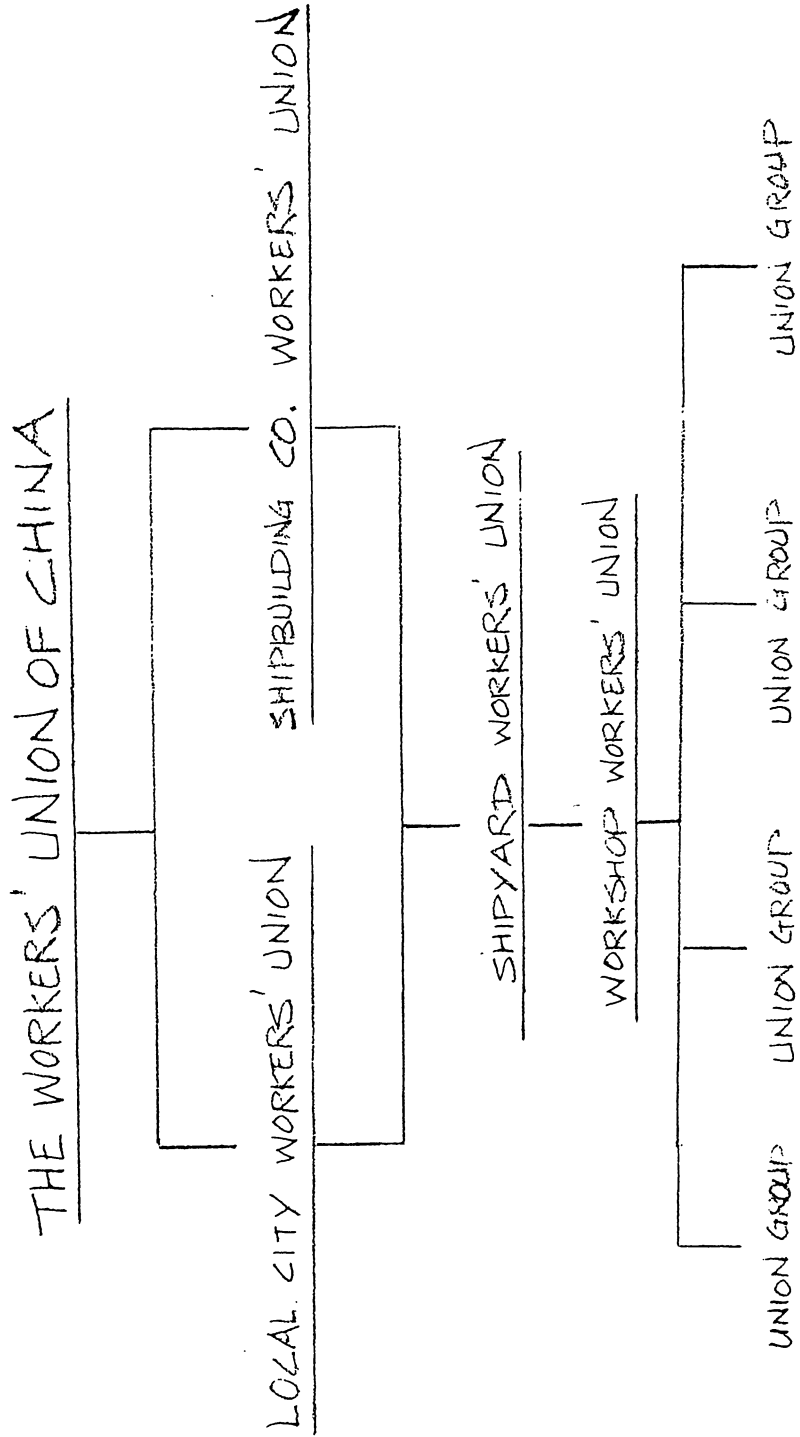 THE WORKERS' UNION OF CHINA
LOCAL CITY WORKERS' UNION
SHIPBUILDING CO. WORKERS' UNION
SHIPYARD WORKERS' UNION
WORKSHOP WORKERS' UNION
UNION GROUP
UNION GROUP
UNION GROUP
UNION GROUP